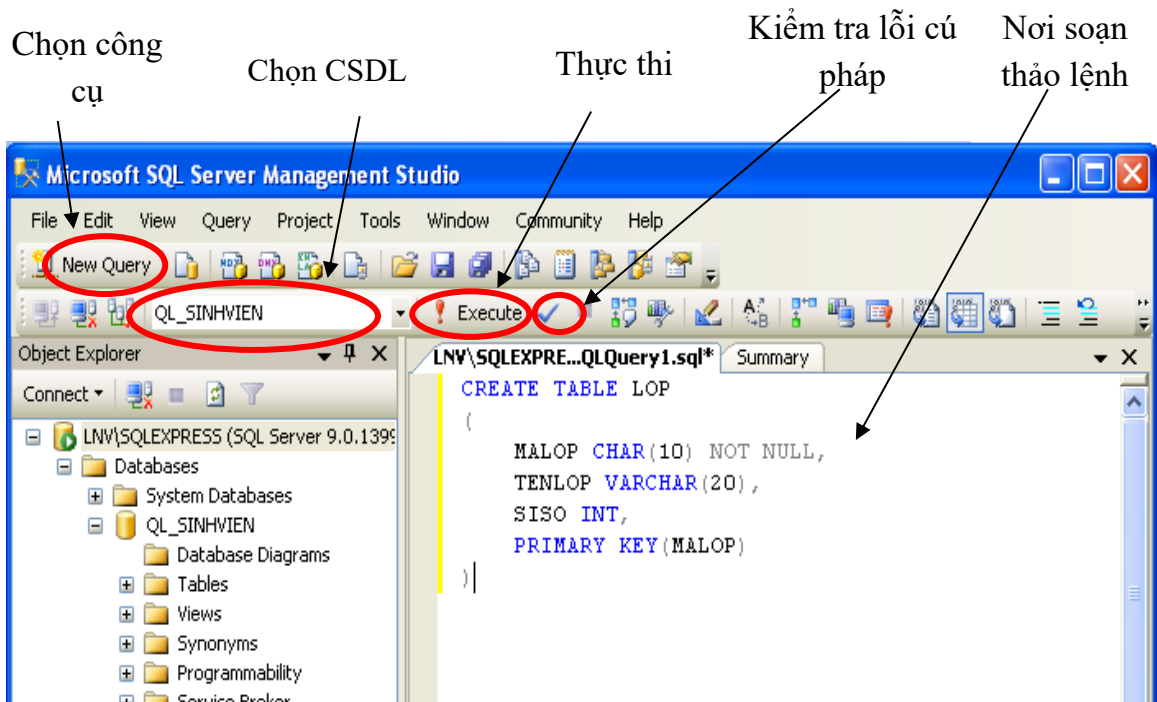 Chọn công
cụ
Chọn CSDL
Thực thi
Kiểm tra lỗi cú
pháp
Nơi soạn
thảo lệnh
Microsoft SQL Server Management Studio
File Edit View Query Project Tools Window Community Help
New Query
QL_SINHVIEN
Execute
Object Explorer
Connect
LNV\SQLEXPRESS (SQL Server 9.0.1399
Databases
System Databases
QL_SINHVIEN
Database Diagrams
Tables
Views
Synonyms
Programmability
Service Broker
LNV\SQLEXPRE...QLQuery1.sql* Summary
CREATE TABLE LOP
(
MALOP CHAR(10) NOT NULL,
TENLOP VARCHAR(20),
SISO INT,
PRIMARY KEY(MALOP)
)